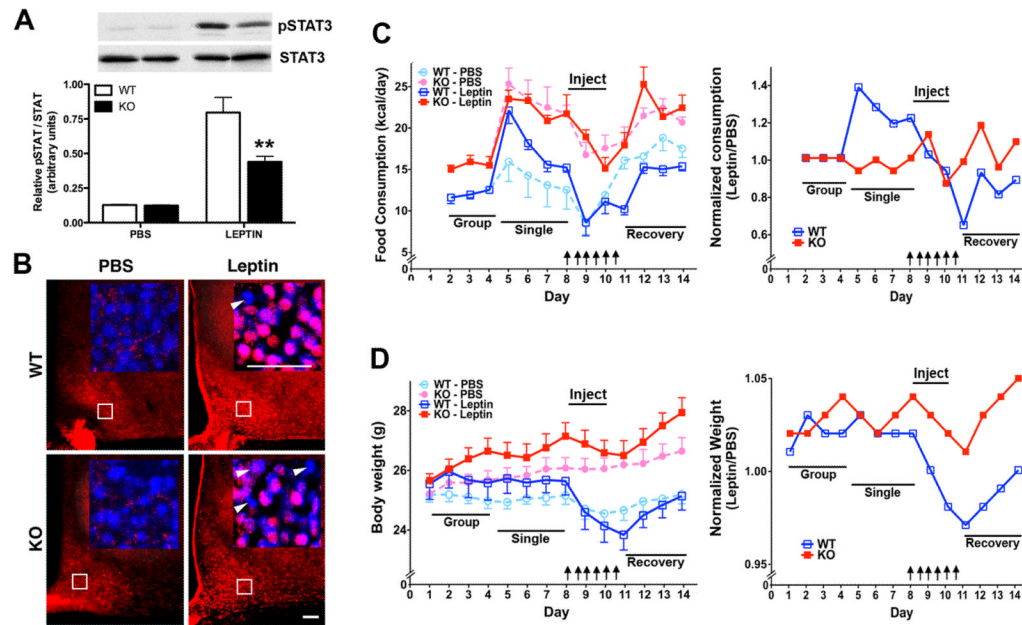 A
pSTAT3
STAT3
Relative pSTAT / STAT
(arbitrary units)
1.00
0.75
0.50
0.25
0.00
WT
KO
**
PBS
LEPTIN
B
PBS
Leptin
WT
KO
C
Food Consumption (kcal/day)
25
20
15
10
5
0
WT - PBS
KO - PBS
WT - Leptin
KO - Leptin
Inject
Group
Single
Recovery
0 1 2 3 4 5 6 7 8 9 10 11 12 13 14
Day
Normalized consumption
(Leptin/PBS)
1.4
1.2
1.0
0.8
0.6
0
Inject
Group
Single
WT
KO
Recovery
0 1 2 3 4 5 6 7 8 9 10 11 12 13 14
Day
D
Body weight (g)
28
26
24
0
WT - PBS
KO - PBS
WT - Leptin
KO - Leptin
Inject
Group
Single
Recovery
0 1 2 3 4 5 6 7 8 9 10 11 12 13 14
Day
Normalized Weight
(Leptin/PBS)
1.05
1.00
0.95
0
Inject
Group
Single
WT
KO
Recovery
0 1 2 3 4 5 6 7 8 9 10 11 12 13 14
Day